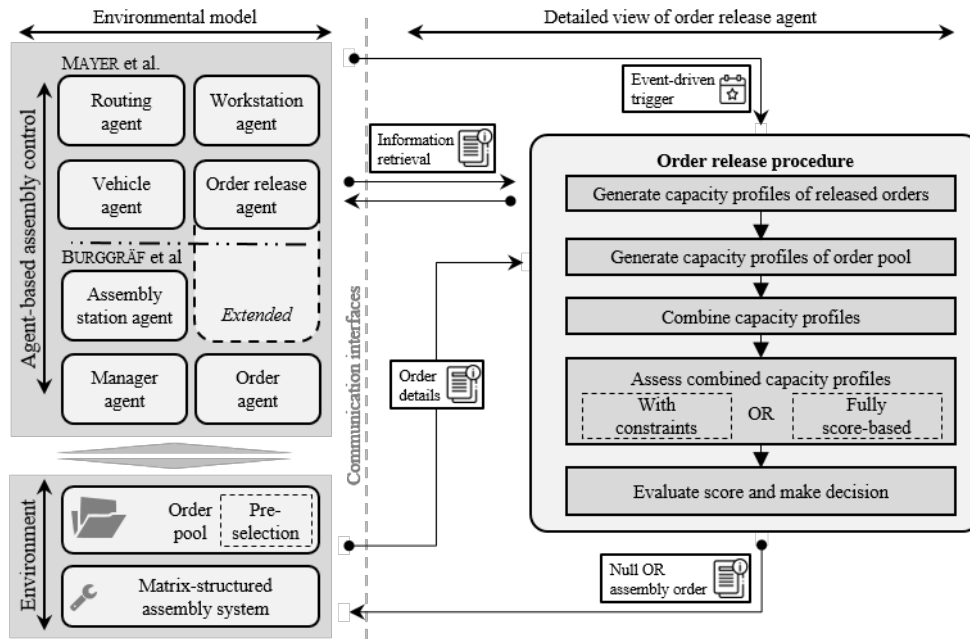 Environmental model
Detailed view of order release agent
Agent-based assembly control
MAYER et al.
Routing
agent
Workstation
agent
Vehicle
agent
Order release
agent
BURGGRÄF et al
Assembly
station agent
Extended
Manager
agent
Order
agent
Environment
Order
pool
Pre-
selection
Matrix-structured
assembly system
Communication interfaces
Event-driven
trigger
Information
retrieval
Order
details
Null OR
assembly order
Order release procedure
Generate capacity profiles of released orders
Generate capacity profiles of order pool
Combine capacity profiles
Assess combined capacity profiles
With
constraints
OR
Fully
score-based
Evaluate score and make decision